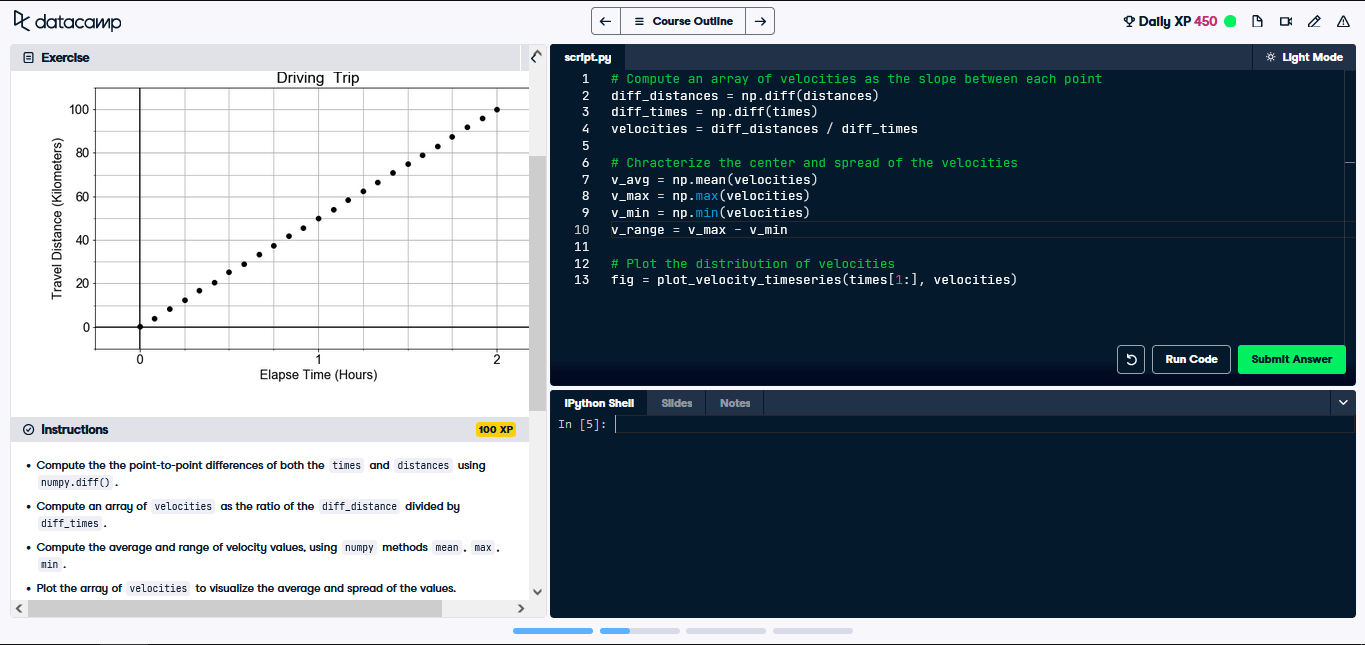 datacamp
Course Outline
Daily XP 450
Exercise
Driving Trip
100
80
60
40
20
0
Travel Distance (Kilometers)
0 1 2
Elapse Time (Hours)
Instructions
100 XP
• Compute the the point-to-point differences of both the times and distances using
numpy.diff() .
• Compute an array of velocities as the ratio of the diff_distance divided by
diff_times .
• Compute the average and range of velocity values, using numpy methods mean , max ,
min .
• Plot the array of velocities to visualize the average and spread of the values.
script.py
Light Mode
1 # Compute an array of velocities as the slope between each point
2 diff_distances = np.diff(distances)
3 diff_times = np.diff(times)
4 velocities = diff_distances / diff_times
5
6 # Chracterize the center and spread of the velocities
7 v_avg = np.mean(velocities)
8 v_max = np.max(velocities)
9 v_min = np.min(velocities)
10 v_range = v_max - v_min
11
12 # Plot the distribution of velocities
13 fig = plot_velocity_timeseries(times[1:], velocities)
Run Code
Submit Answer
IPython Shell
Slides
Notes
In [5]: